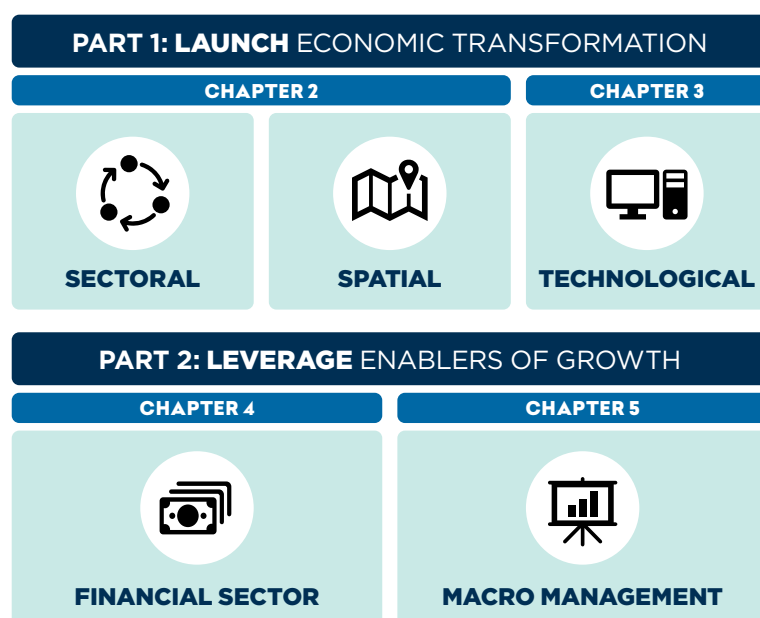 PART 1: LAUNCH ECONOMIC TRANSFORMATION
CHAPTER 2
CHAPTER 3
SECTORAL
SPATIAL
TECHNOLOGICAL
PART 2: LEVERAGE ENABLERS OF GROWTH
CHAPTER 4
CHAPTER 5
FINANCIAL SECTOR
MACRO MANAGEMENT